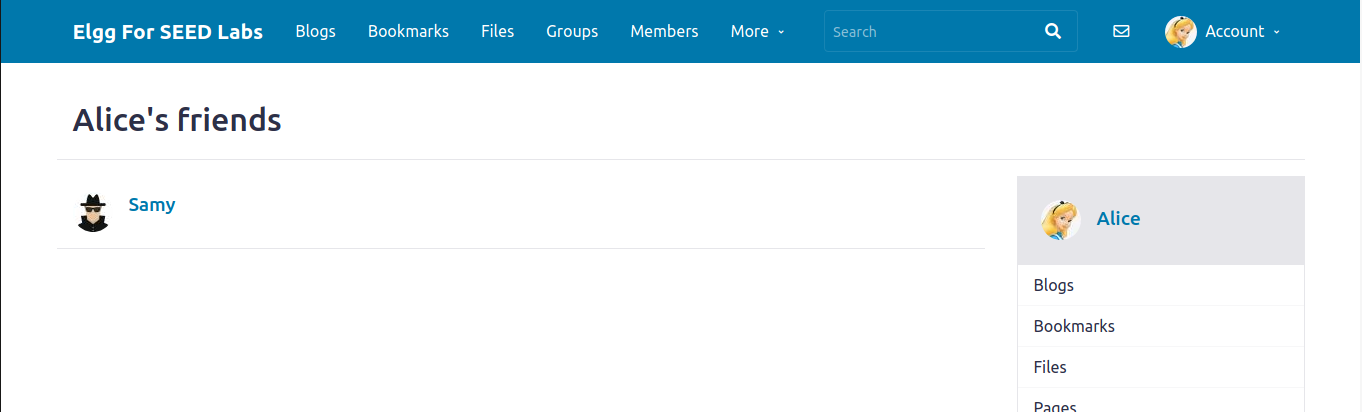 Elgg For SEED Labs Blogs Bookmarks Files Groups Members More Search Account
Alice's friends
Samy
Alice
Blogs
Bookmarks
Files
Pages